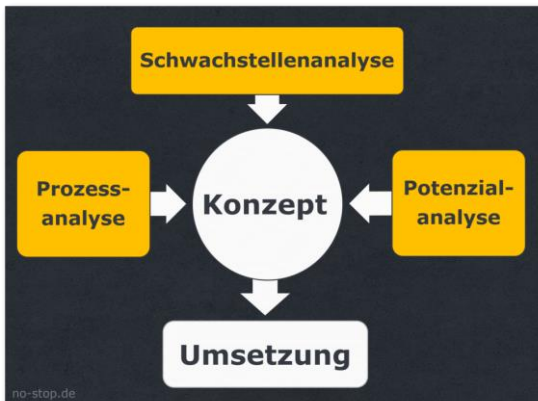 Schwachstellenanalyse
Prozess-
analyse
Konzept
Potenzial-
analyse
Umsetzung
no-stop.de